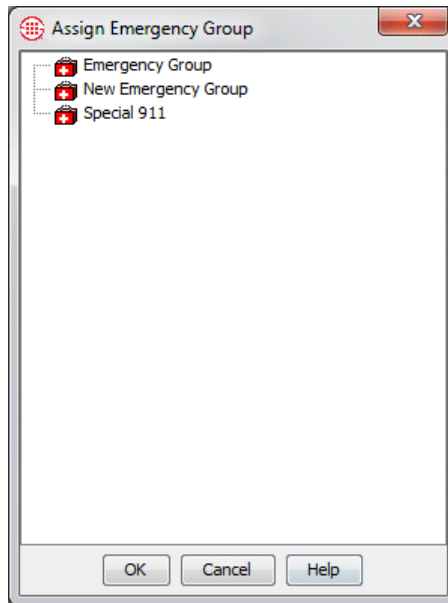 Assign Emergency Group
Emergency Group
New Emergency Group
Special 911
OK Cancel Help